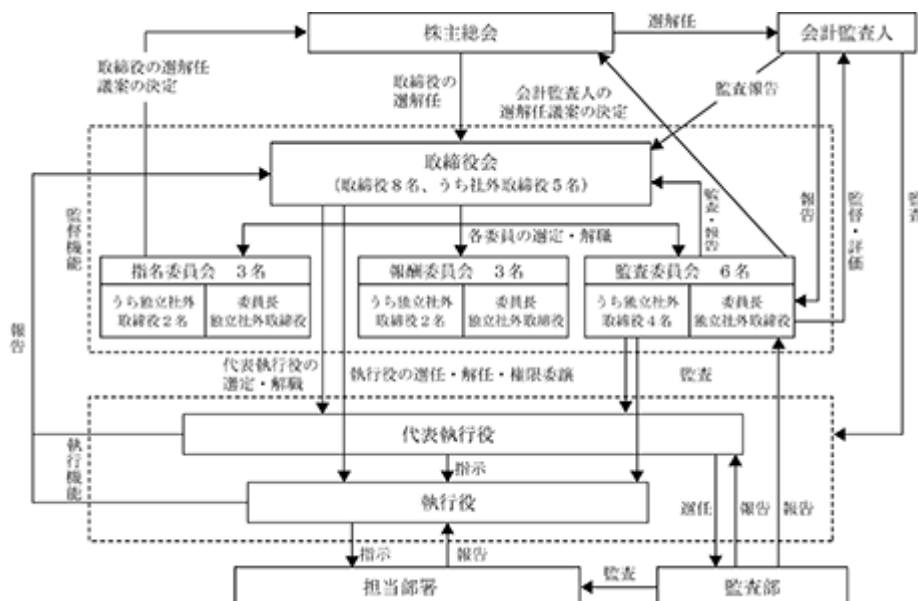 株主総会
選解任
会計監査人
取締役の選解任
議案の決定
取締役の
選解任
会計監査人の
選解任議案の決定
監査報告
取締役会
(取締役8名、うち社外取締役5名)
監督機能
監査・報告
報告
監督・評価
監査
各委員の選定・解職
指名委員会 3名
うち独立社外
取締役2名
委員長
独立社外取締役
報酬委員会 3名
うち独立社外
取締役2名
委員長
独立社外取締役
監査委員会 6名
うち独立社外
取締役4名
委員長
独立社外取締役
報告
代表執行役の
選定・解職
執行役の選任・解任・権限委譲
監査
代表執行役
執行機能
指示
執行役
選任
報告
報告
指示
報告
担当部署
監査
監査部